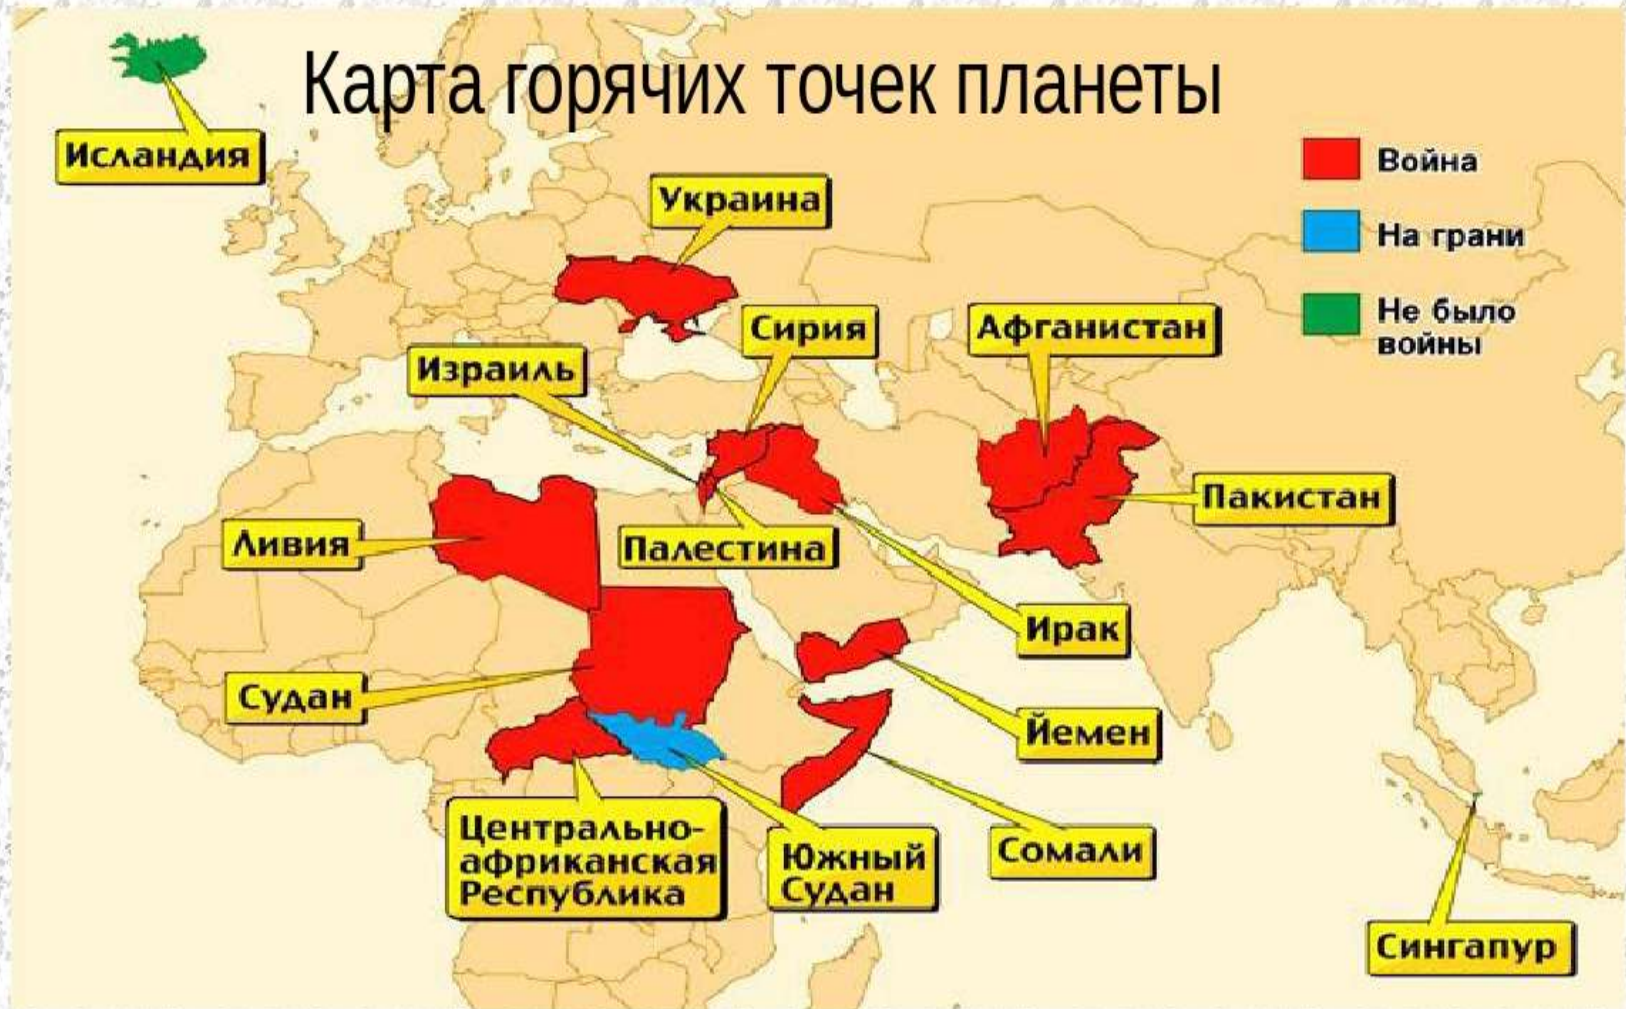 Карта горячих точек планеты
Война
Исландия
Украина
На грани
Сирия
Афганистан
Не было
войны
Израиль
Пакистан
Ливия
Палестина
Ирак
Судан
Йемен
Центрально-
африканская
Республика
Южный
Судан
Сомали
Сингапур